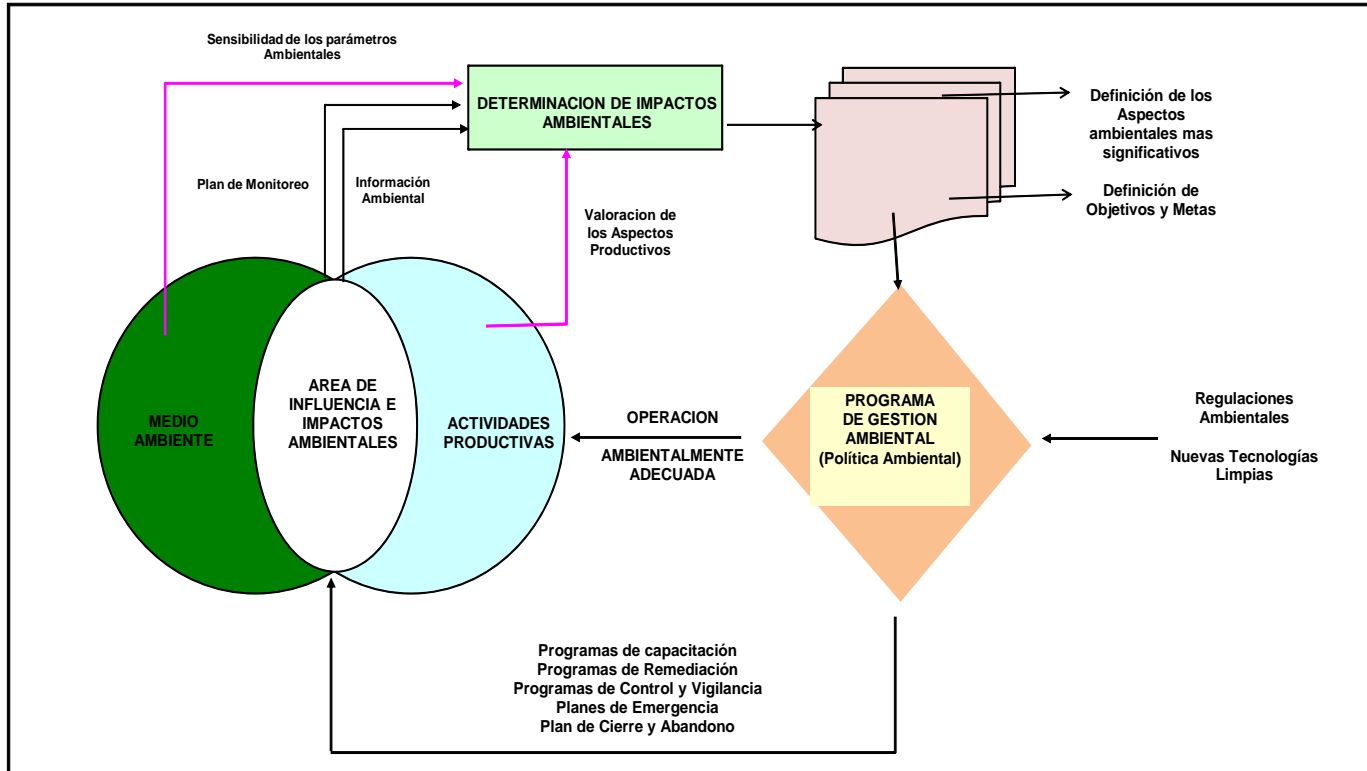 Sensibilidad de los parámetros
Ambientales
DETERMINACION DE IMPACTOS
AMBIENTALES
Definición de los
Aspectos
ambientales mas
significativos
Definición de
Objetivos y Metas
Plan de Monitoreo
Información
Ambiental
Valoracion de
los Aspectos
Productivos
MEDIO
AMBIENTE
AREA DE
INFLUENCIA E
IMPACTOS
AMBIENTALES
ACTIVIDADES
PRODUCTIVAS
OPERACION
AMBIENTALMENTE
ADECUADA
PROGRAMA
DE GESTION
AMBIENTAL
(Política Ambiental)
Regulaciones
Ambientales
Nuevas Tecnologías
Limpias
Programas de capacitación
Programas de Remediación
Programas de Control y Vigilancia
Planes de Emergencia
Plan de Cierre y Abandono